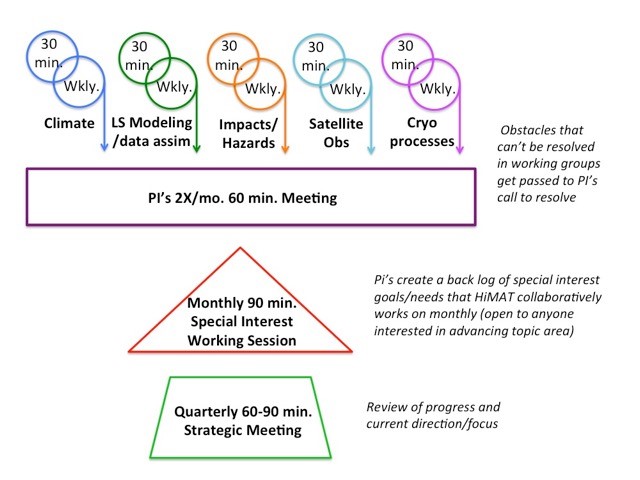 30
min.
Wkly.
30
min.
Wkly.
30
min.
Wkly.
30
min.
Wkly.
30
min.
Wkly.
Climate
LS Modeling
/data assim
Impacts/
Hazards
Satellite
Obs
Cryo
processes
Obstacles that
can't be resolved
in working groups
get passed to PI's
call to resolve
PI's 2X/mo. 60 min. Meeting
Monthly 90 min.
Special Interest
Working Session
Pi's create a back log of special interest
goals/needs that HiMAT collaboratively
works on monthly (open to anyone
interested in advancing topic area)
Quarterly 60-90 min.
Strategic Meeting
Review of progress and
current direction/focus